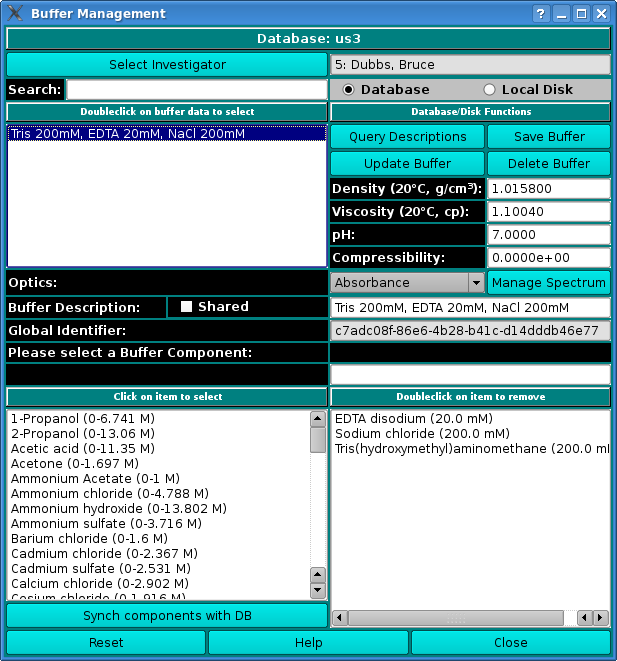 Buffer Management
Database: us3
Select Investigator
5: Dubbs, Bruce
Search:
Database
Local Disk
Doubleclick on buffer data to select
Database/Disk Functions
Tris 200mM, EDTA 20mM, NaCl 200mM
Query Descriptions
Save Buffer
Update Buffer
Delete Buffer
Density (20°C, g/cm³):
1.015800
Viscosity (20°C, cp):
1.10040
pH:
7.0000
Compressibility:
0.0000e+00
Optics:
Absorbance
Manage Spectrum
Buffer Description:
Shared
Tris 200mM, EDTA 20mM, NaCl 200mM
Global Identifier:
c7adc08f-86e6-4b28-b41c-d14dddb46e77
Please select a Buffer Component:
Click on item to select
Doubleclick on item to remove
1-Propanol (0-6.741 M)
2-Propanol (0-13.06 M)
Acetic acid (0-11.35 M)
Acetone (0-1.697 M)
Ammonium Acetate (0-1 M)
Ammonium chloride (0-4.788 M)
Ammonium hydroxide (0-13.802 M)
Ammonium sulfate (0-3.716 M)
Barium chloride (0-1.6 M)
Cadmium chloride (0-2.367 M)
Cadmium sulfate (0-2.531 M)
Calcium chloride (0-2.902 M)
Cesium chloride (0-1.916 M)
EDTA disodium (20.0 mM)
Sodium chloride (200.0 mM)
Tris(hydroxymethyl)aminomethane (200.0 m
Synch components with DB
Reset
Help
Close